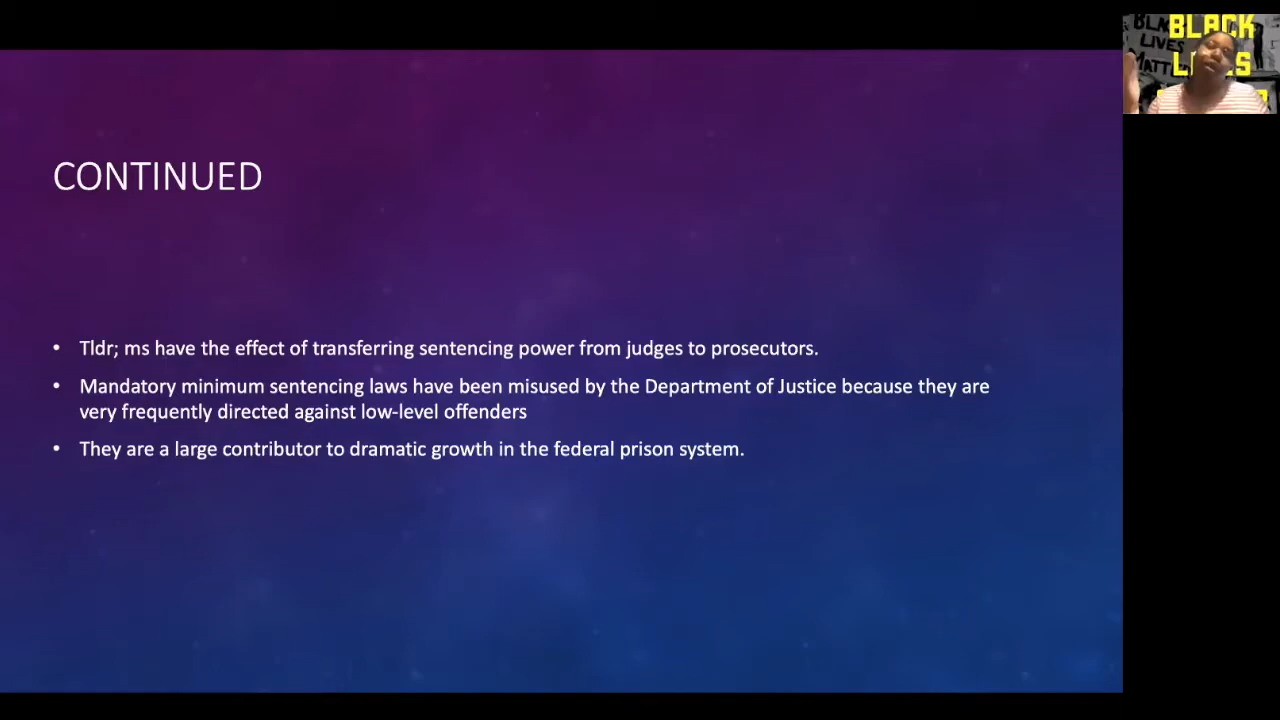 CONTINUED
• Tldr; ms have the effect of transferring sentencing power from judges to prosecutors.
• Mandatory minimum sentencing laws have been misused by the Department of Justice because they are
very frequently directed against low-level offenders
• They are a large contributor to dramatic growth in the federal prison system.
BLACK
BLACK
LIVES
MATTE